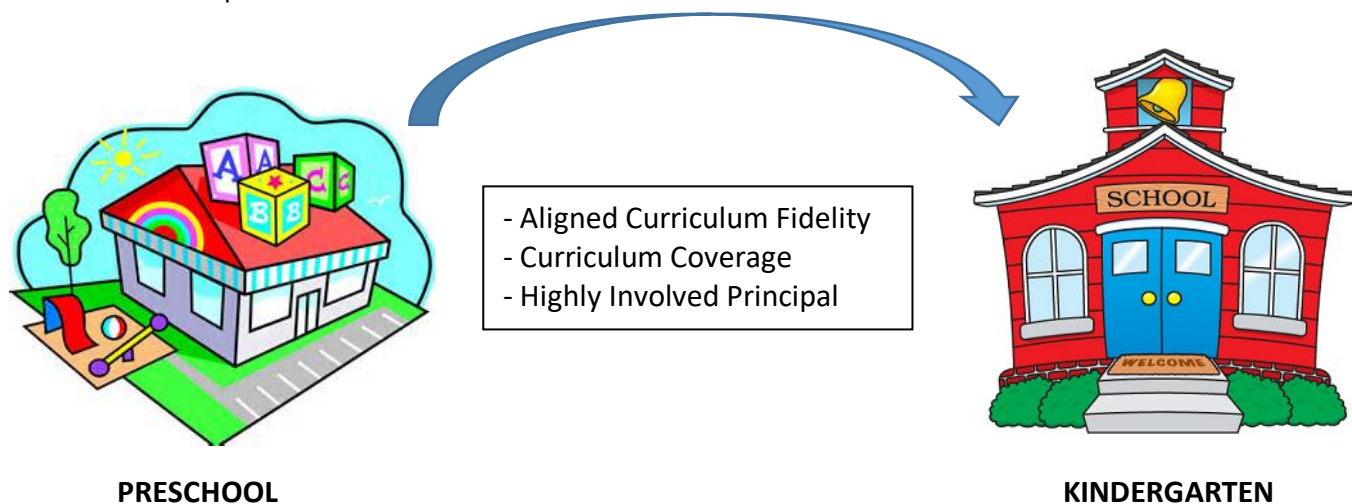 A A
C C
B B
SCHOOL
- Aligned Curriculum Fidelity
- Curriculum Coverage
- Highly Involved Principal
WELCOME
PRESCHOOL
KINDERGARTEN